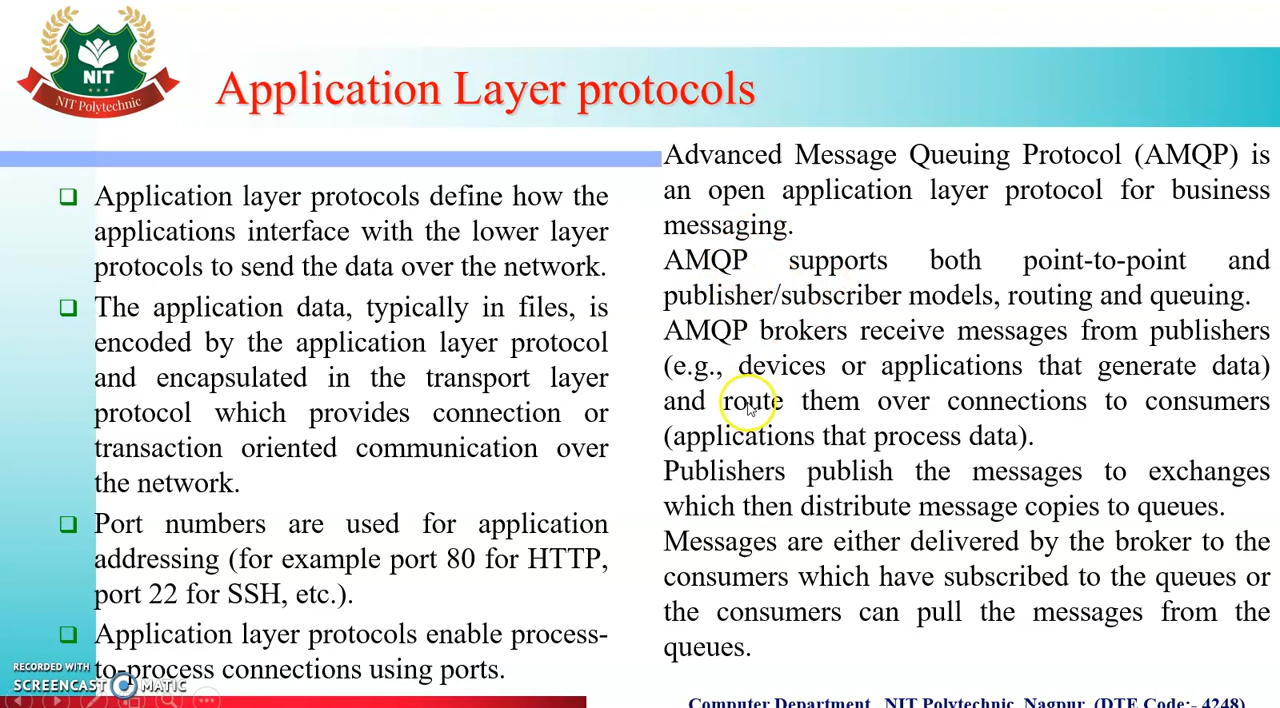 NIT
NIT Polytechnic
Application Layer protocols
❑ Application layer protocols define how the
applications interface with the lower layer
protocols to send the data over the network.
❑ The application data, typically in files, is
encoded by the application layer protocol
and encapsulated in the transport layer
protocol which provides connection or
transaction oriented communication over
the network.
❑ Port numbers are used for application
addressing (for example port 80 for HTTP,
port 22 for SSH, etc.).
❑ Application layer protocols enable process-
to-process connections using ports.
Advanced Message Queuing Protocol (AMQP) is
an open application layer protocol for business
messaging.
AMQP supports both point-to-point and
publisher/subscriber models, routing and queuing.
AMQP brokers receive messages from publishers
(e.g., devices or applications that generate data)
and route them over connections to consumers
(applications that process data).
Publishers publish the messages to exchanges
which then distribute message copies to queues.
Messages are either delivered by the broker to the
consumers which have subscribed to the queues or
the consumers can pull the messages from the
queues.
RECORDED WITH
SCREENCAST MATIC
Computer Department, NIT Polytechnic, Nagpur (DTE Code:- 4248)